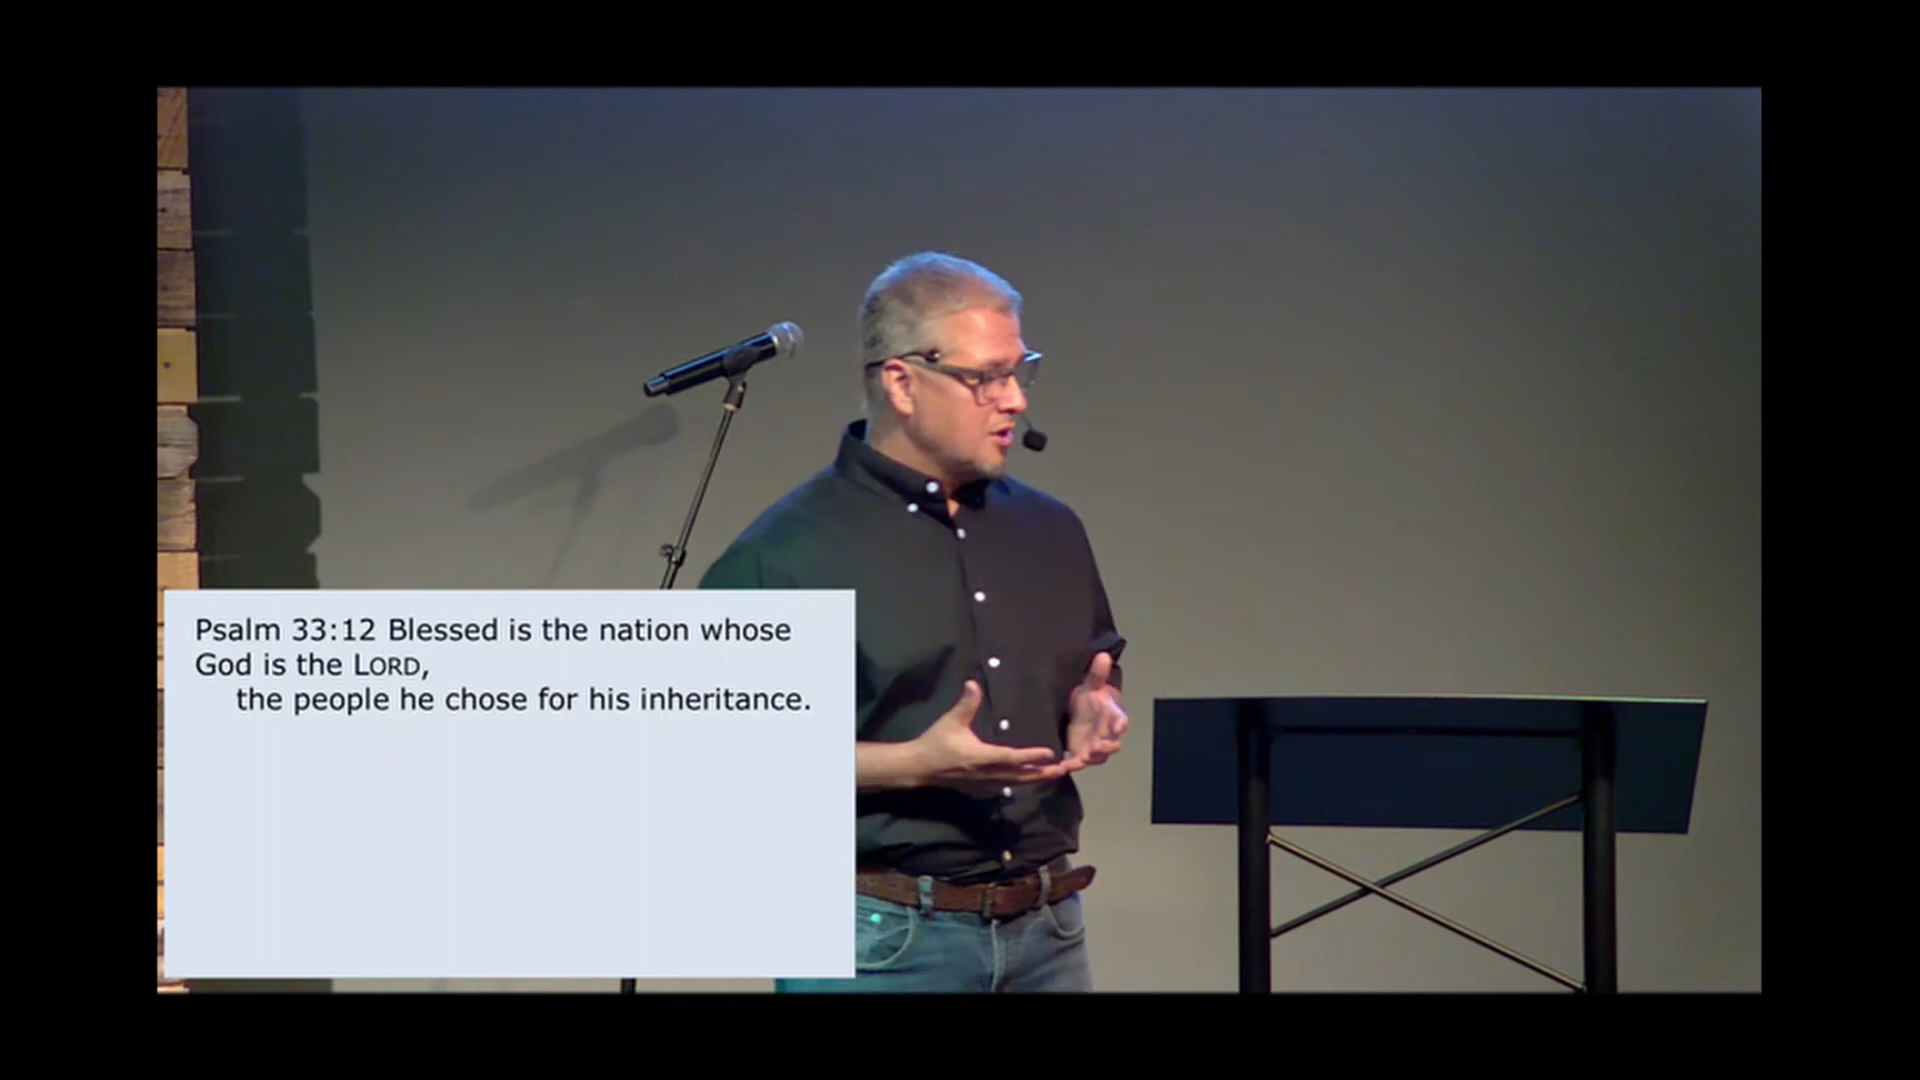 Psalm 33:12 Blessed is the nation whose
God is the LORD,
the people he chose for his inheritance.